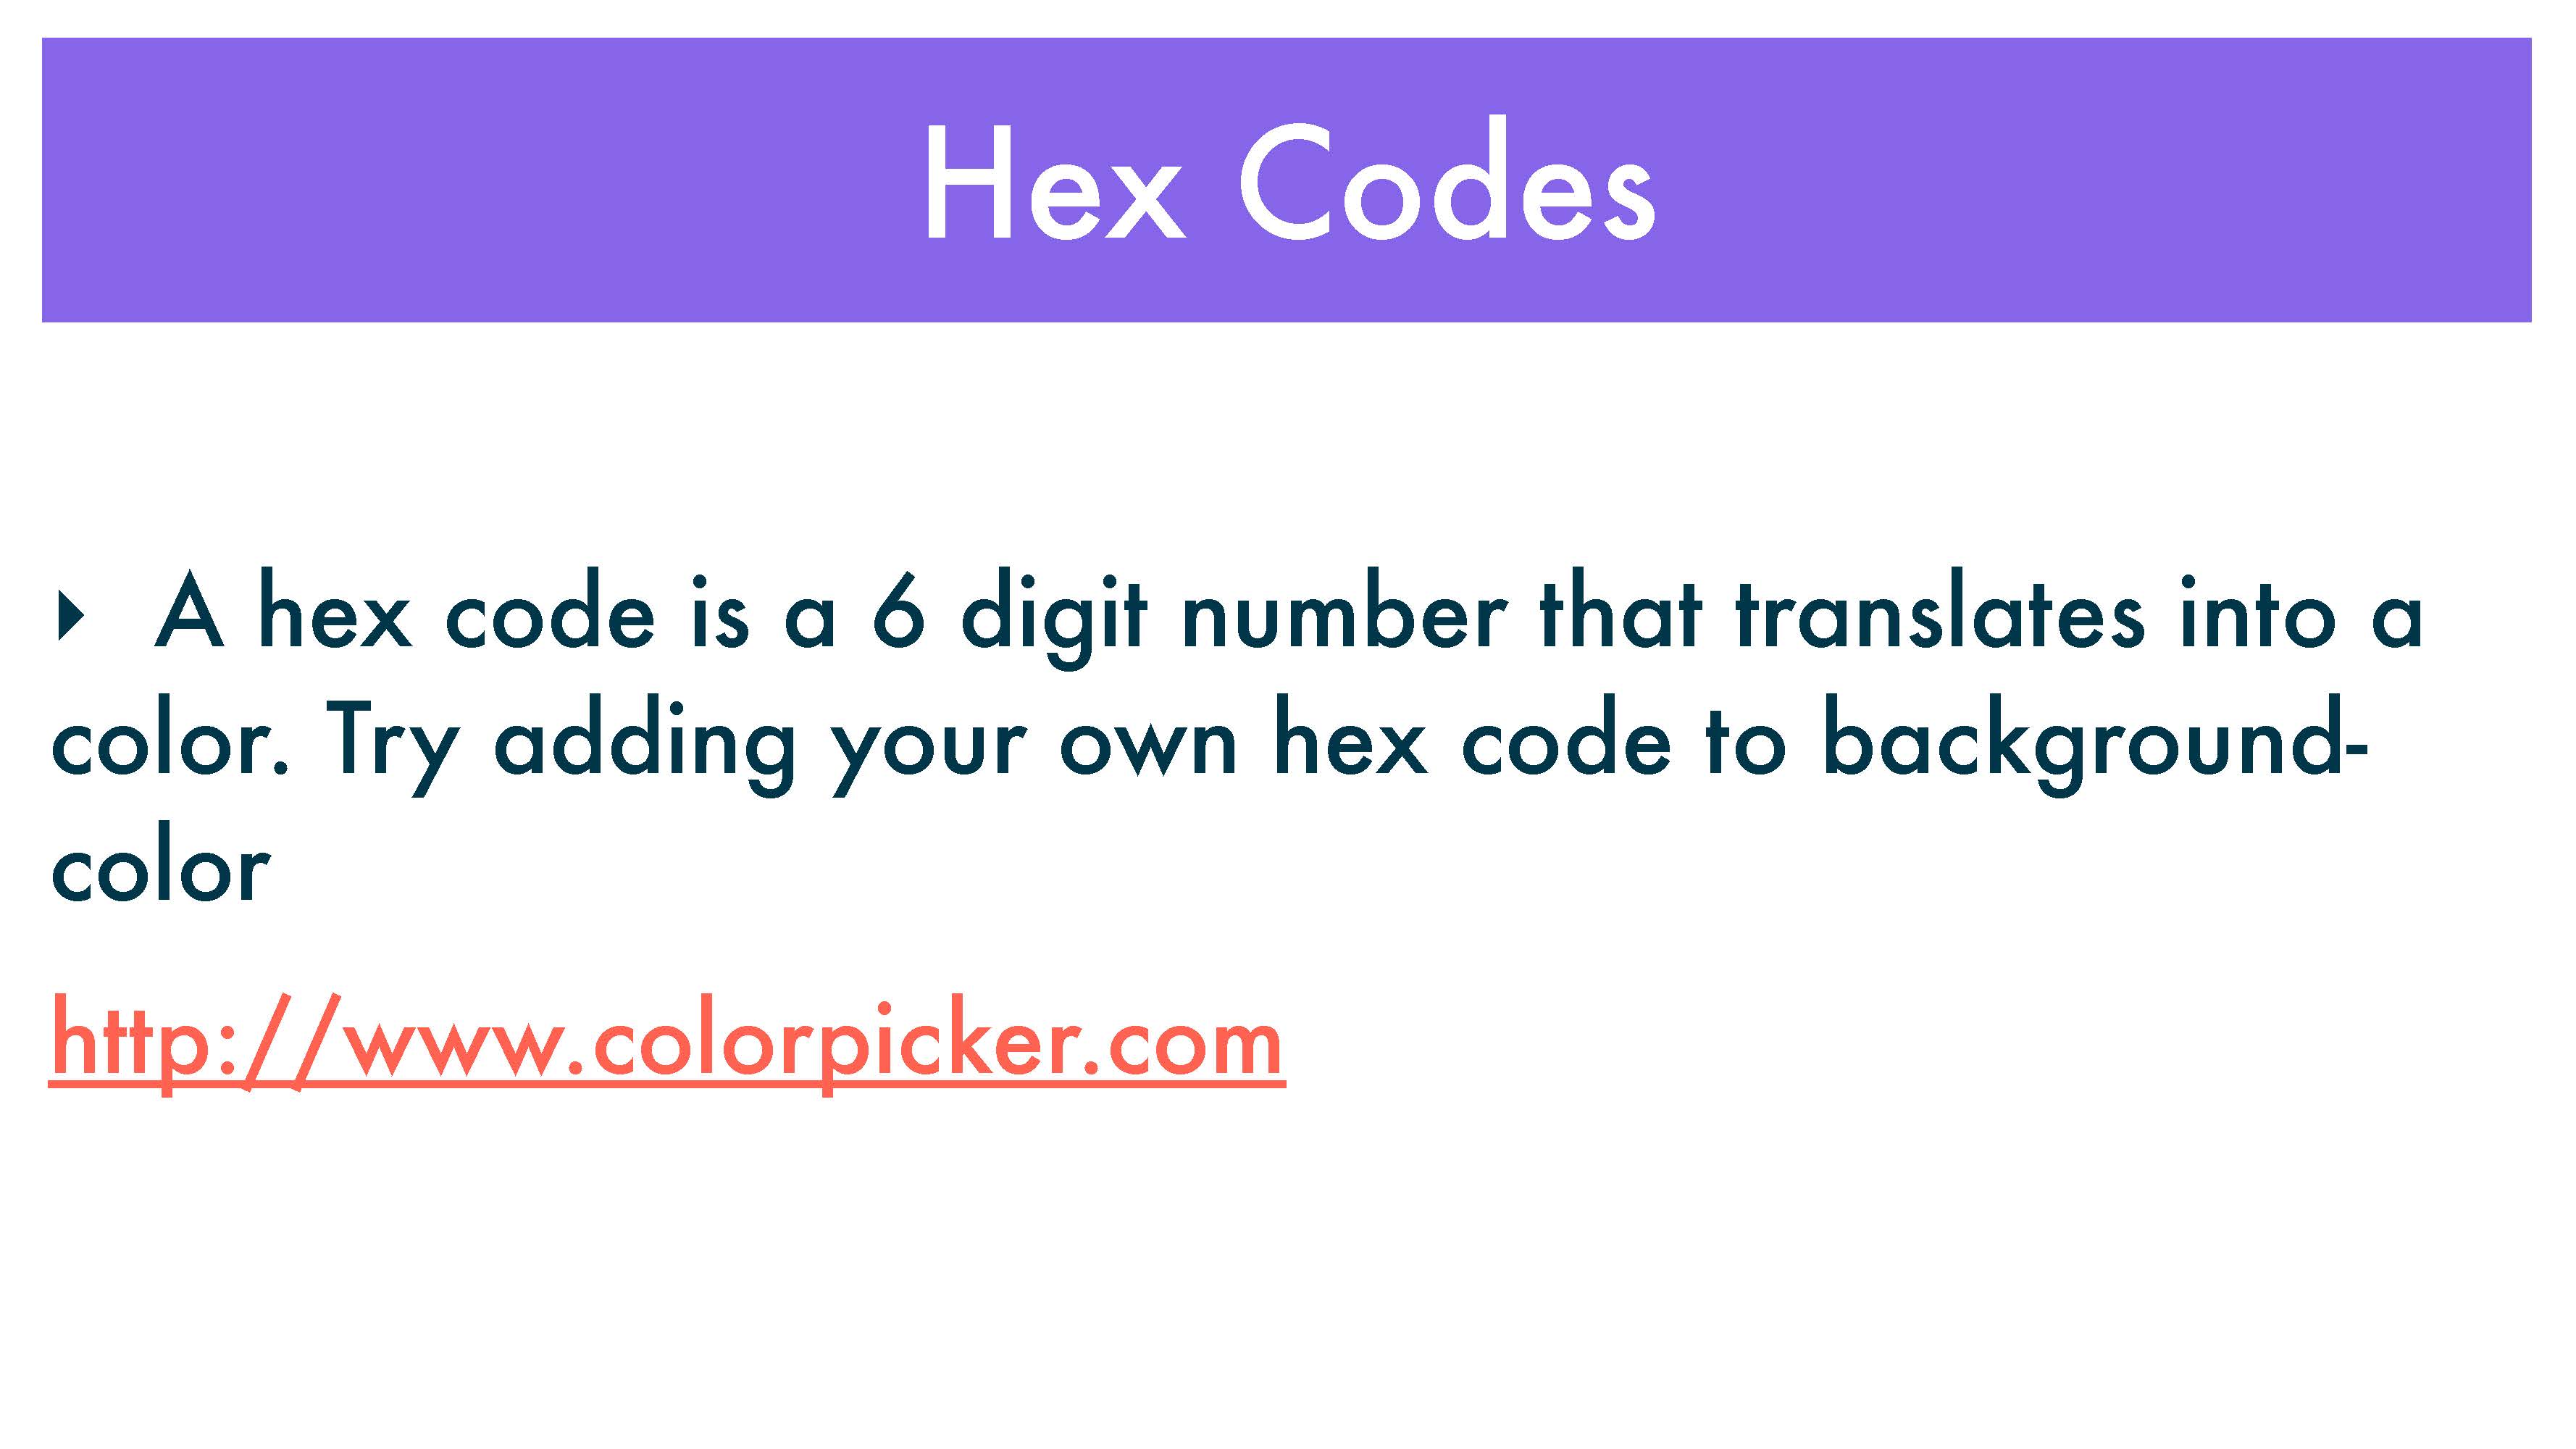 Hex Codes
‣ A hex code is a 6 digit number that translates into a
color. Try adding your own hex code to background-
color
http://www.colorpicker.com